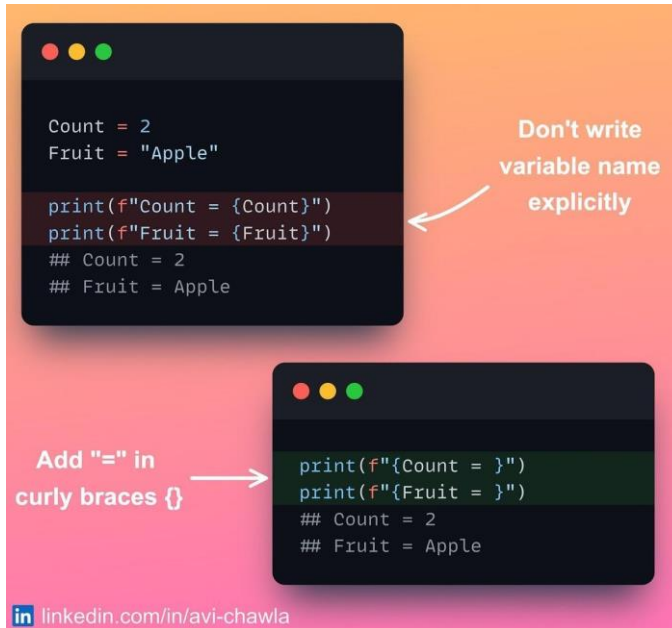 Count = 2
Fruit = "Apple"
print(f"Count = {Count}")
print(f"Fruit = {Fruit}")
## Count = 2
## Fruit = Apple
Don't write
variable name
explicitly
Add "=" in
curly braces {}
print(f"{Count = }")
print(f"{Fruit = }")
## Count = 2
## Fruit = Apple
in linkedin.com/in/avi-chawla